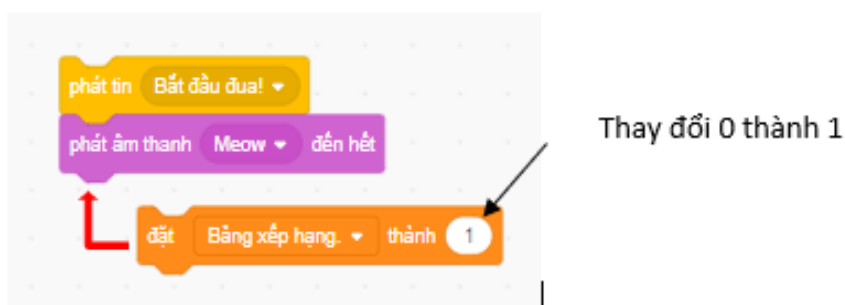 phát tin Bắt đầu đua!
phát âm thanh Meow đến hết
Thay đổi 0 thành 1
đặt Bảng xếp hạng. thành 1